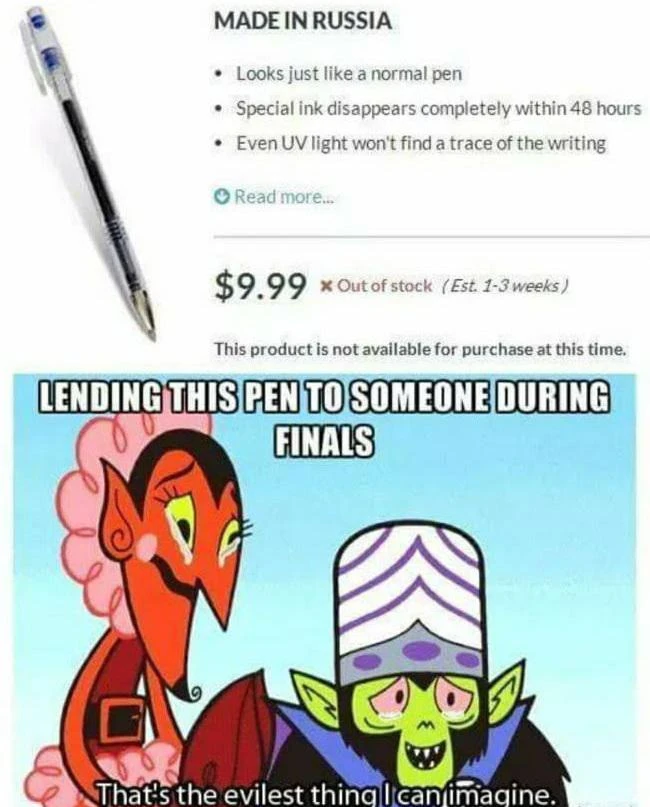 MADE IN RUSSIA
• Looks just like a normal pen
• Special ink disappears completely within 48 hours
• Even UV light won't find a trace of the writing
Read more...
$9.99 × Out of stock (Est. 1-3 weeks)
This product is not available for purchase at this time.
LENDING THIS PEN TO SOMEONE DURING
FINALS
That's the evilest thing I can imagine.